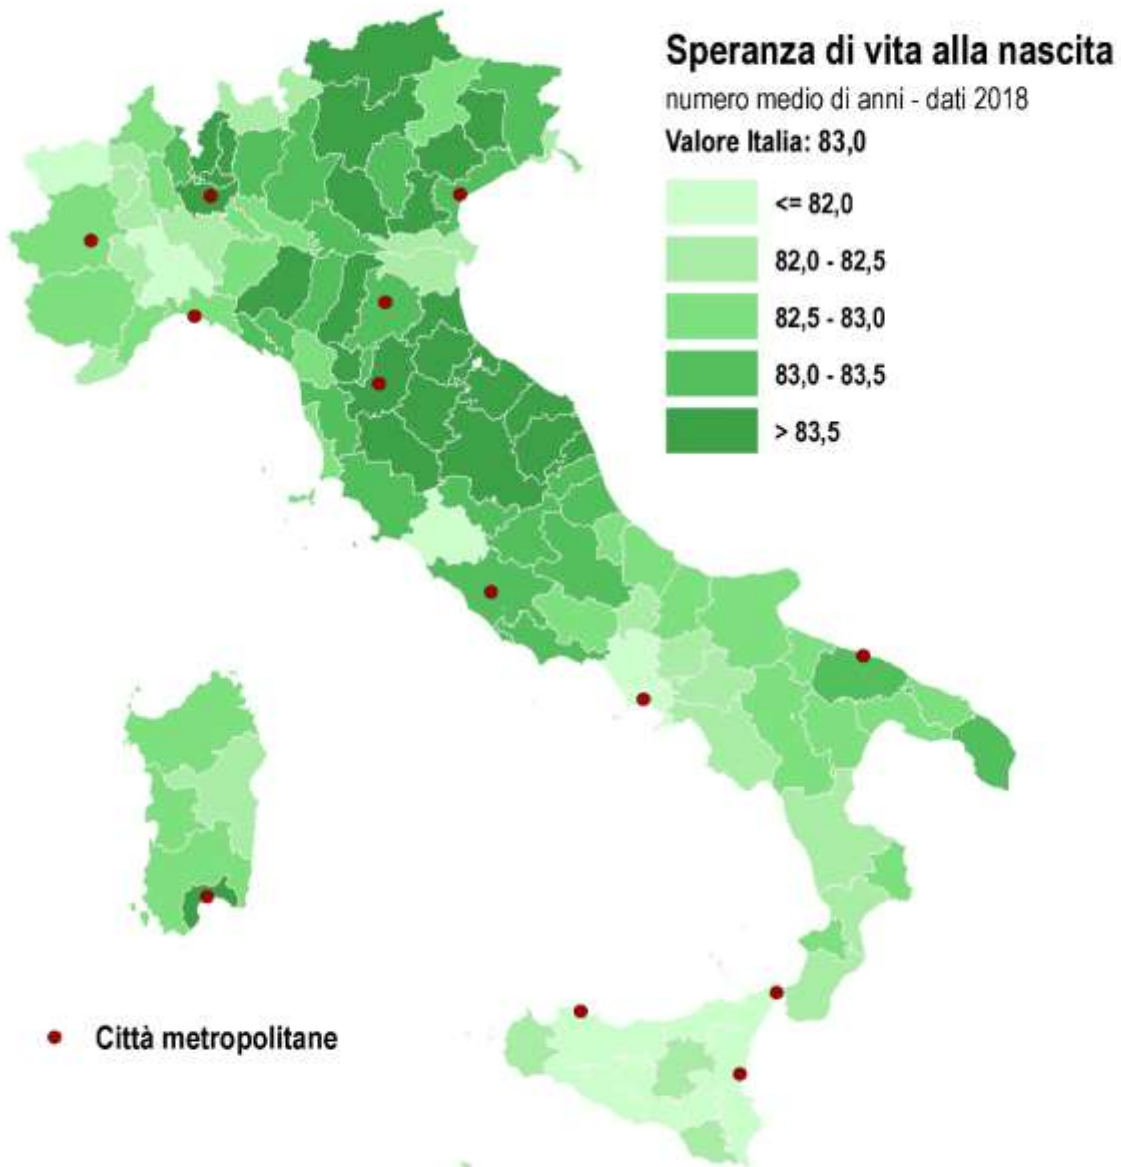 Speranza di vita alla nascita
numero medio di anni - dati 2018
Valore Italia: 83,0
<= 82,0
82,0 - 82,5
82,5 - 83,0
83,0 - 83,5
> 83,5
Città metropolitane